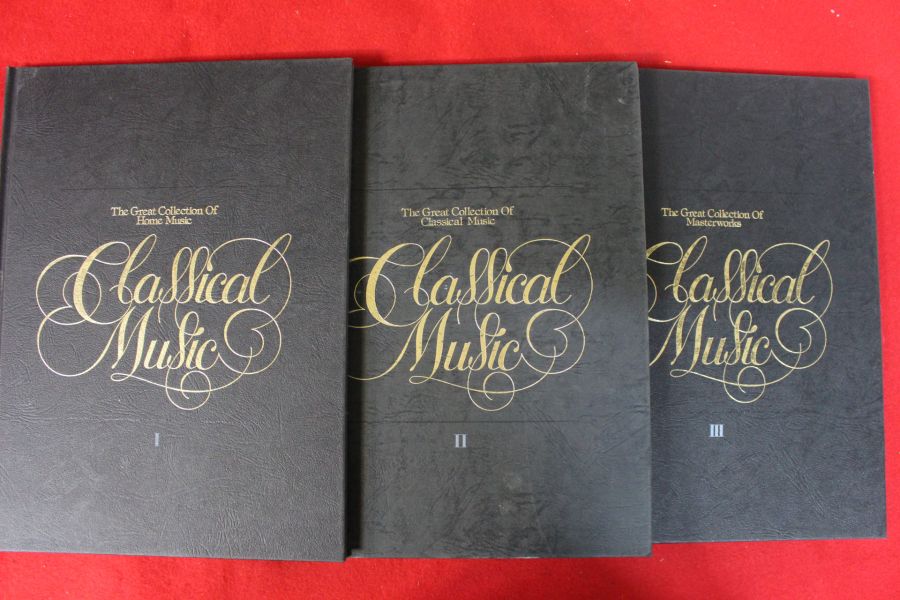 The Great Collection Of
Home Music
Classical
Music
I
The Great Collection Of
Classical Music
Classical
Music
II
The Great Collection Of
Masterworks
Classical
Music
III